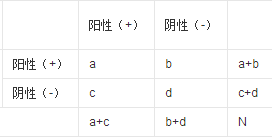 阳性（+） 阴性（-）
阳性（+） a b a+b
阴性（-） c d c+d
a+c b+d N